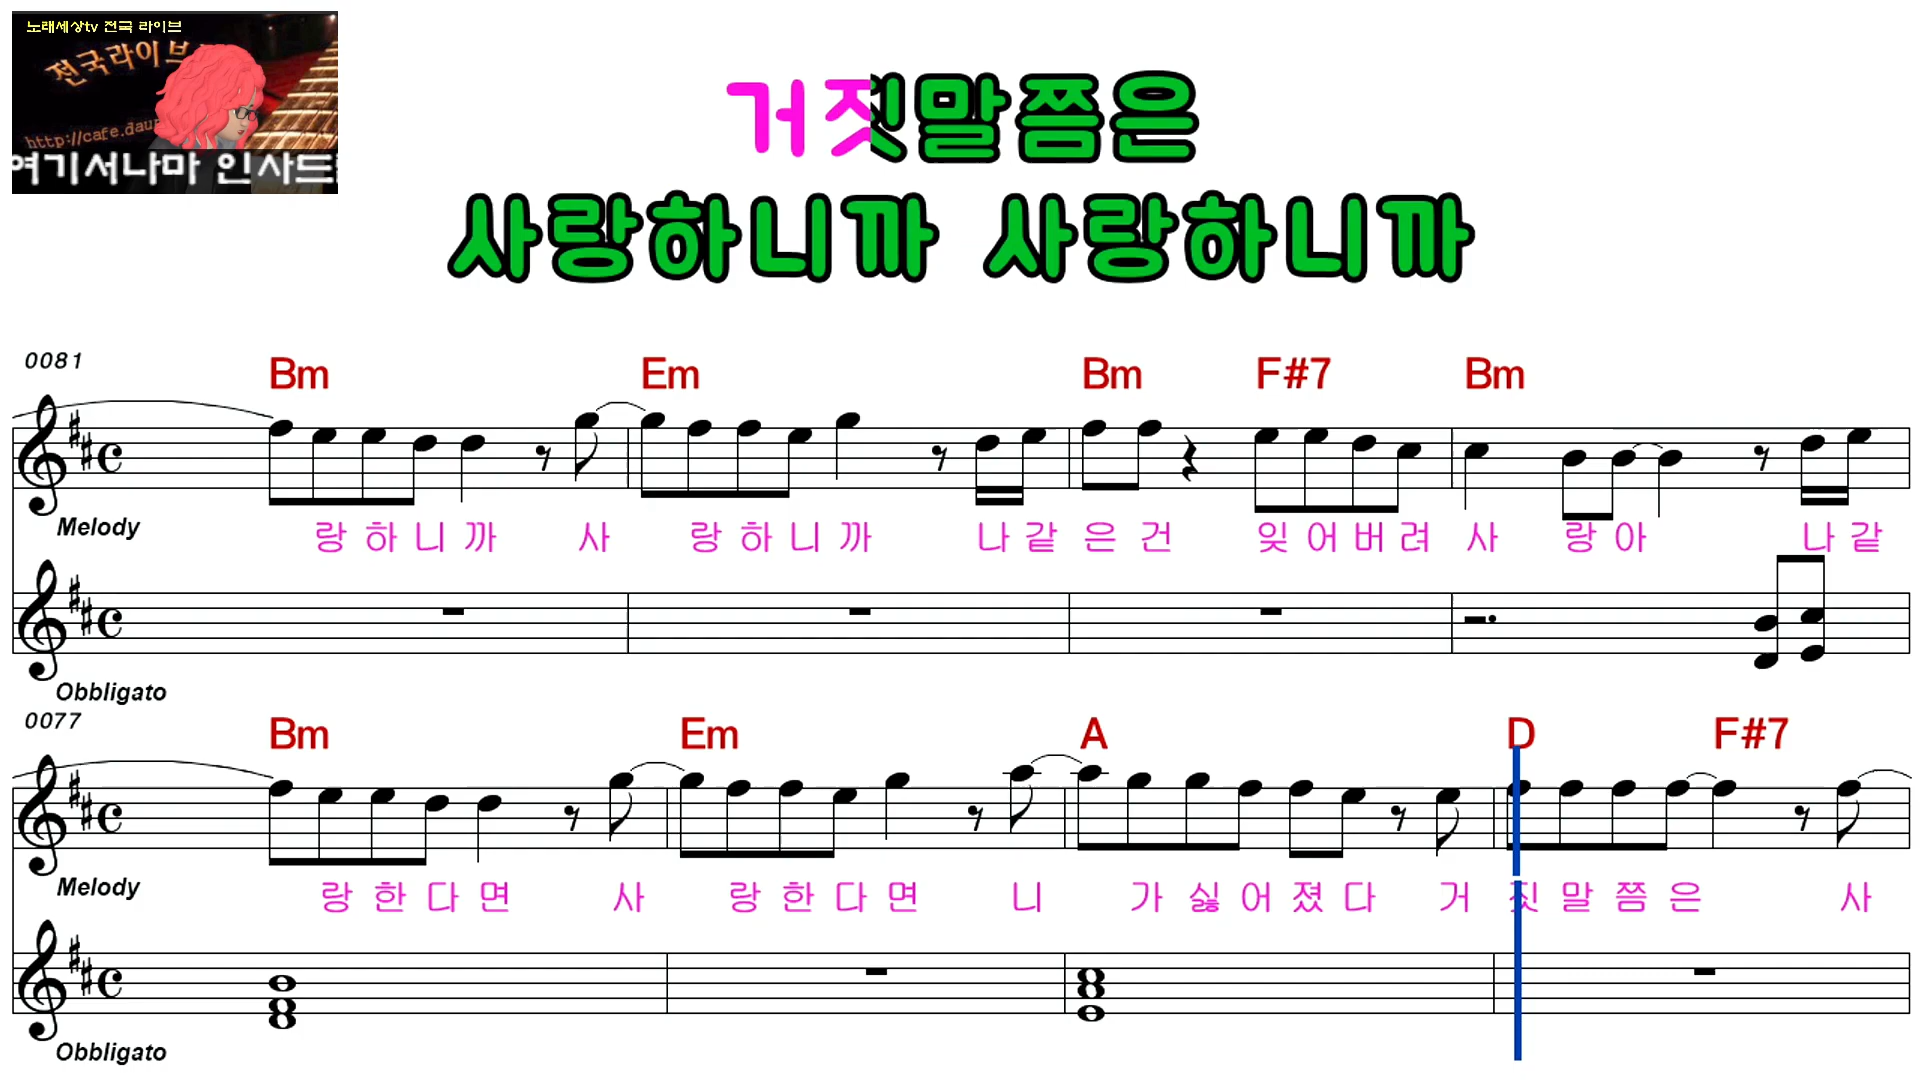 노래세상tv 전국 라이브
전국라이브
http://cafe.dau
여기서나마 인사드
거짓말쯤은
사랑하니까 사랑하니까
0081
Bm Em Bm F#7 Bm
Melody
랑 하 니 까 사 랑 하 니 까 나 같 은 건 잊 어 버 려 사 랑 아 나 같
Obbligato
0077
Bm Em A D F#7
Melody
랑 한 다 면 사 랑 한 다 면 니 가 싫 어 졌 다 거 짓 말 쯤 은 사
Obbligato